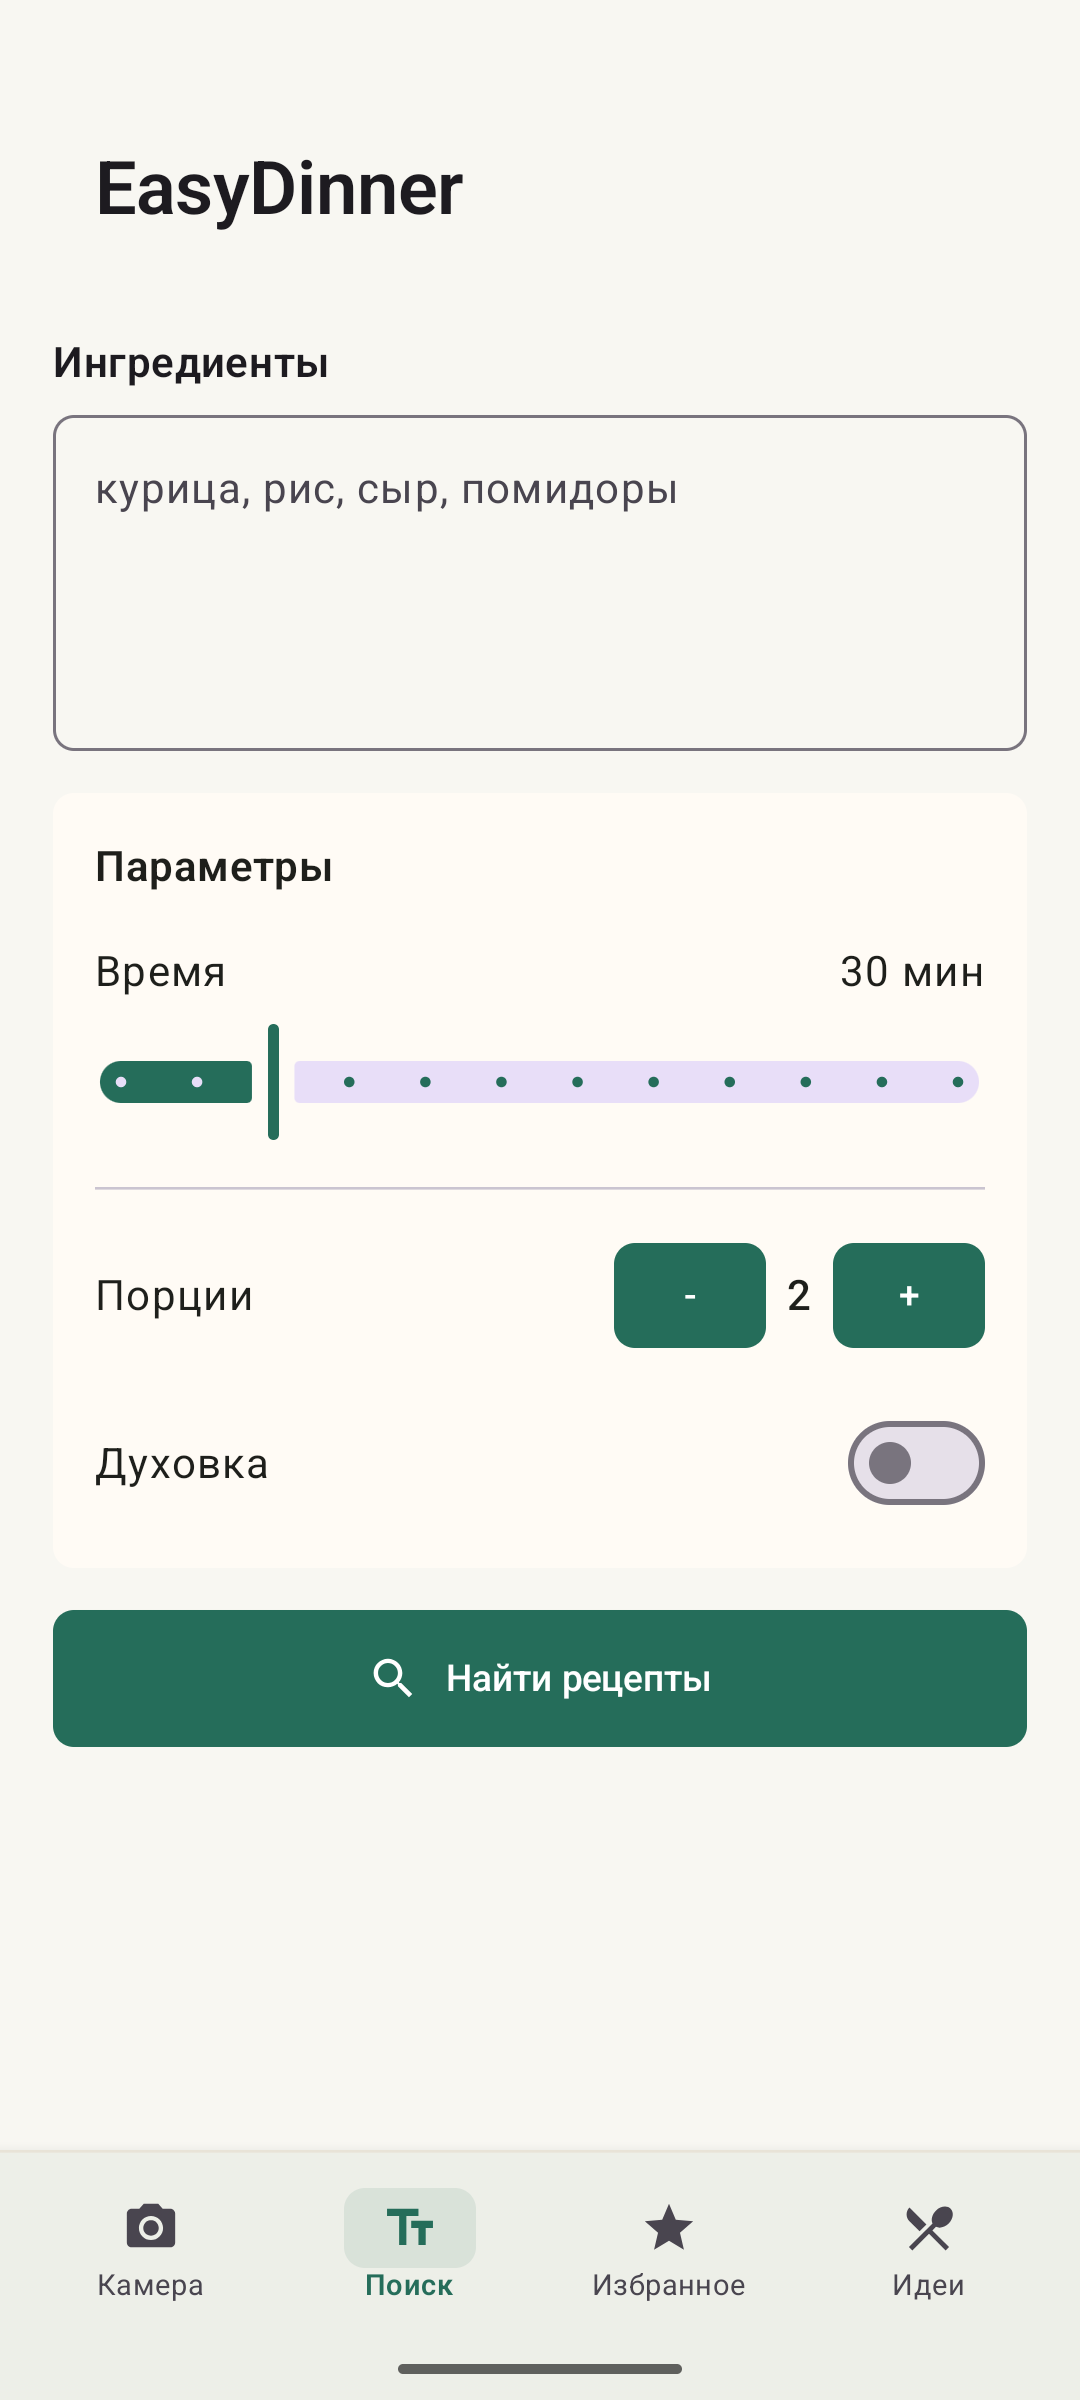 EasyDinner
Ингредиенты
курица, рис, сыр, помидоры
Параметры
Время 30 мин
Порции - 2 +
Духовка
Найти рецепты
Камера Поиск Избранное Идеи